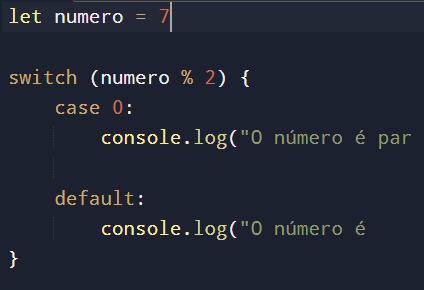 let numero = 7
switch (numero % 2) {
case 0:
console.log("O número é par
default:
console.log("O número é
}